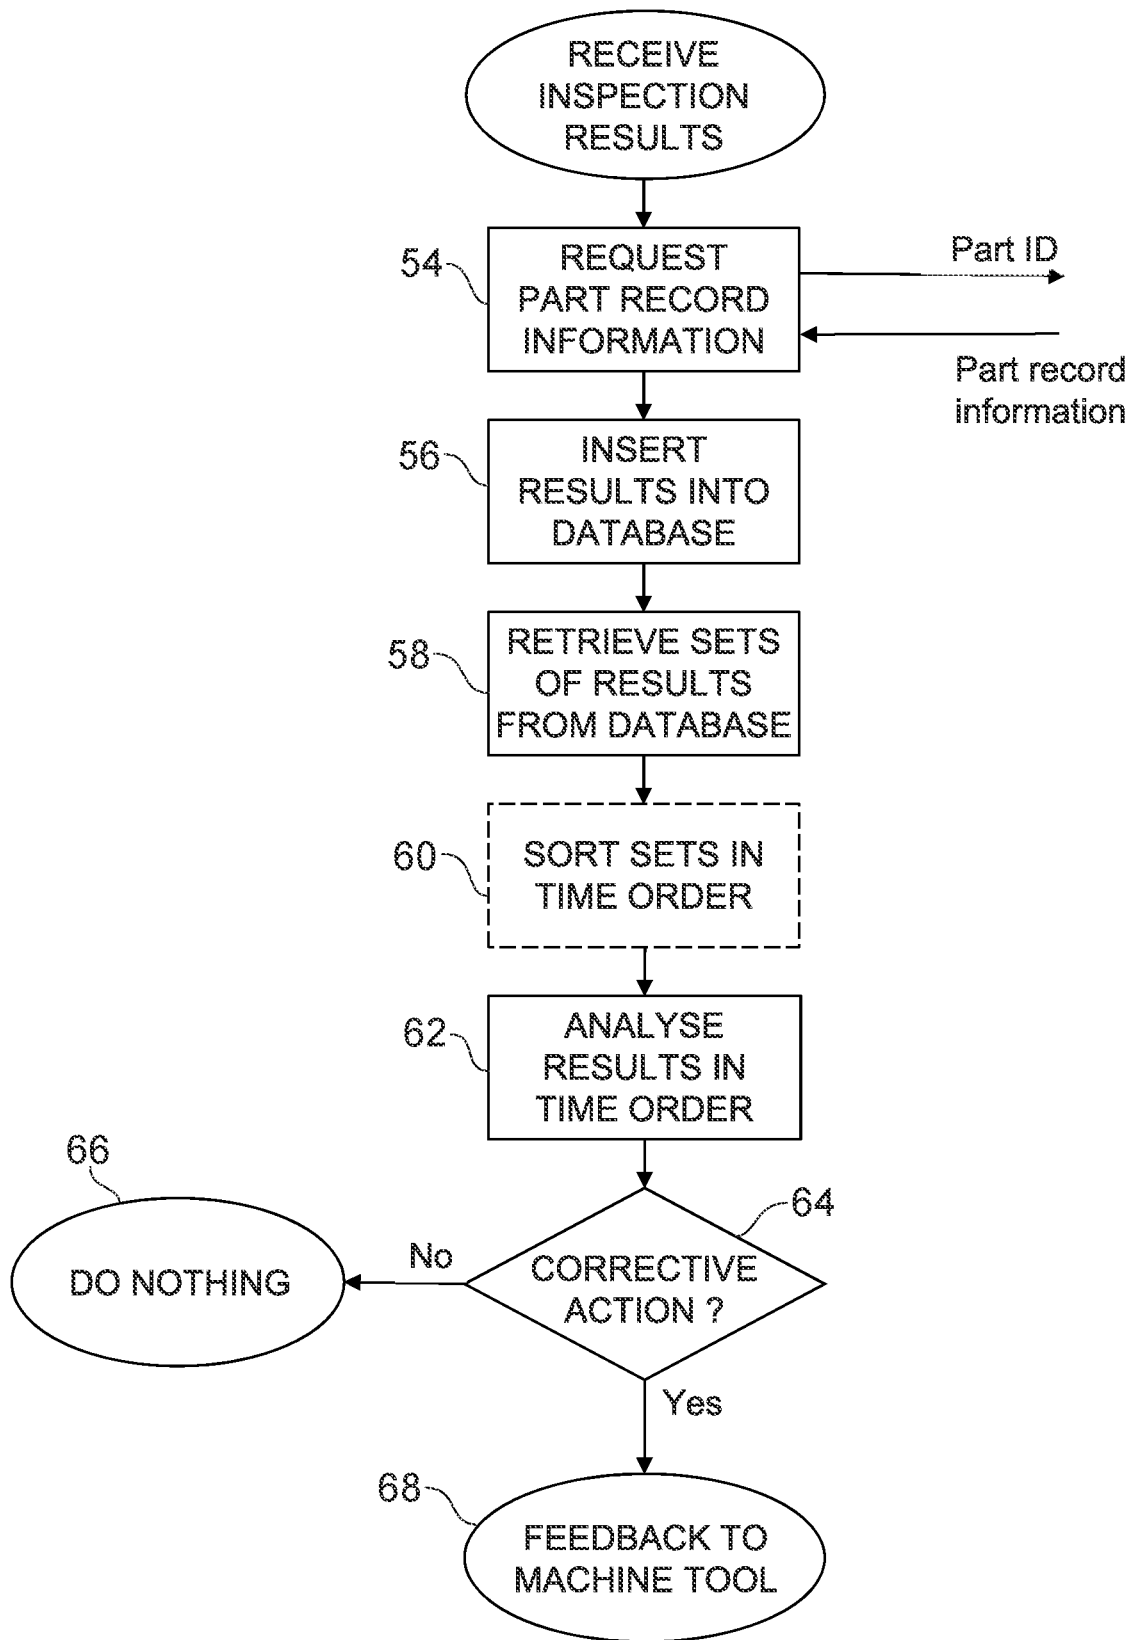 RECEIVE
INSPECTION
RESULTS
54
REQUEST
PART RECORD
INFORMATION
Part ID
Part record
information
56
INSERT
RESULTS INTO
DATABASE
58
RETRIEVE SETS
OF RESULTS
FROM DATABASE
60
SORT SETS IN
TIME ORDER
62
ANALYSE
RESULTS IN
TIME ORDER
66
DO NOTHING
No
64
CORRECTIVE
ACTION ?
Yes
68
FEEDBACK TO
MACHINE TOOL